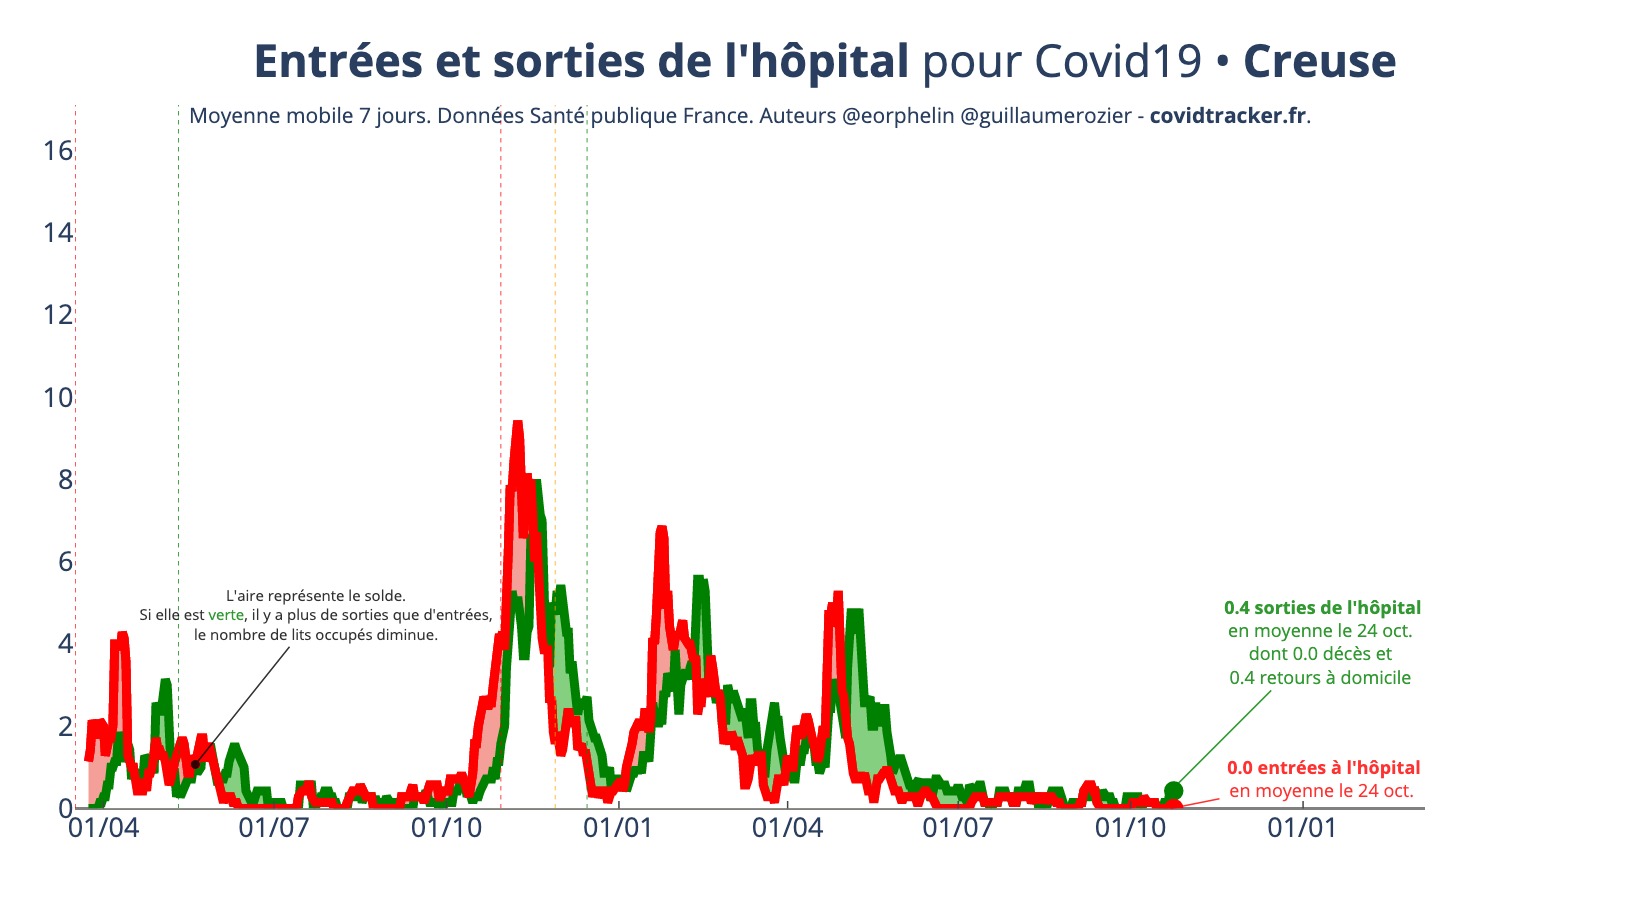 Entrées et sorties de l'hôpital pour Covid19 • Creuse
Moyenne mobile 7 jours. Données Santé publique France. Auteurs @eorphelin @guillaumerozier - covidtracker.fr.
16
14
12
10
8
6
4
2
0
L'aire représente le solde.
Si elle est verte, il y a plus de sorties que d'entrées,
le nombre de lits occupés diminue.
0.4 sorties de l'hôpital
en moyenne le 24 oct.
dont 0.0 décès et
0.4 retours à domicile
0.0 entrées à l'hôpital
en moyenne le 24 oct.
01/04
01/07
01/10
01/01
01/04
01/07
01/10
01/01